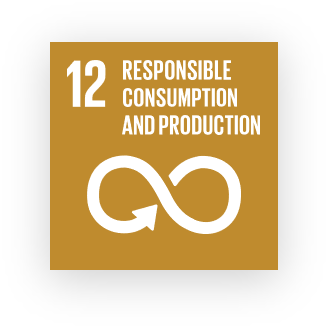 12 RESPONSIBLE
CONSUMPTION
AND PRODUCTION